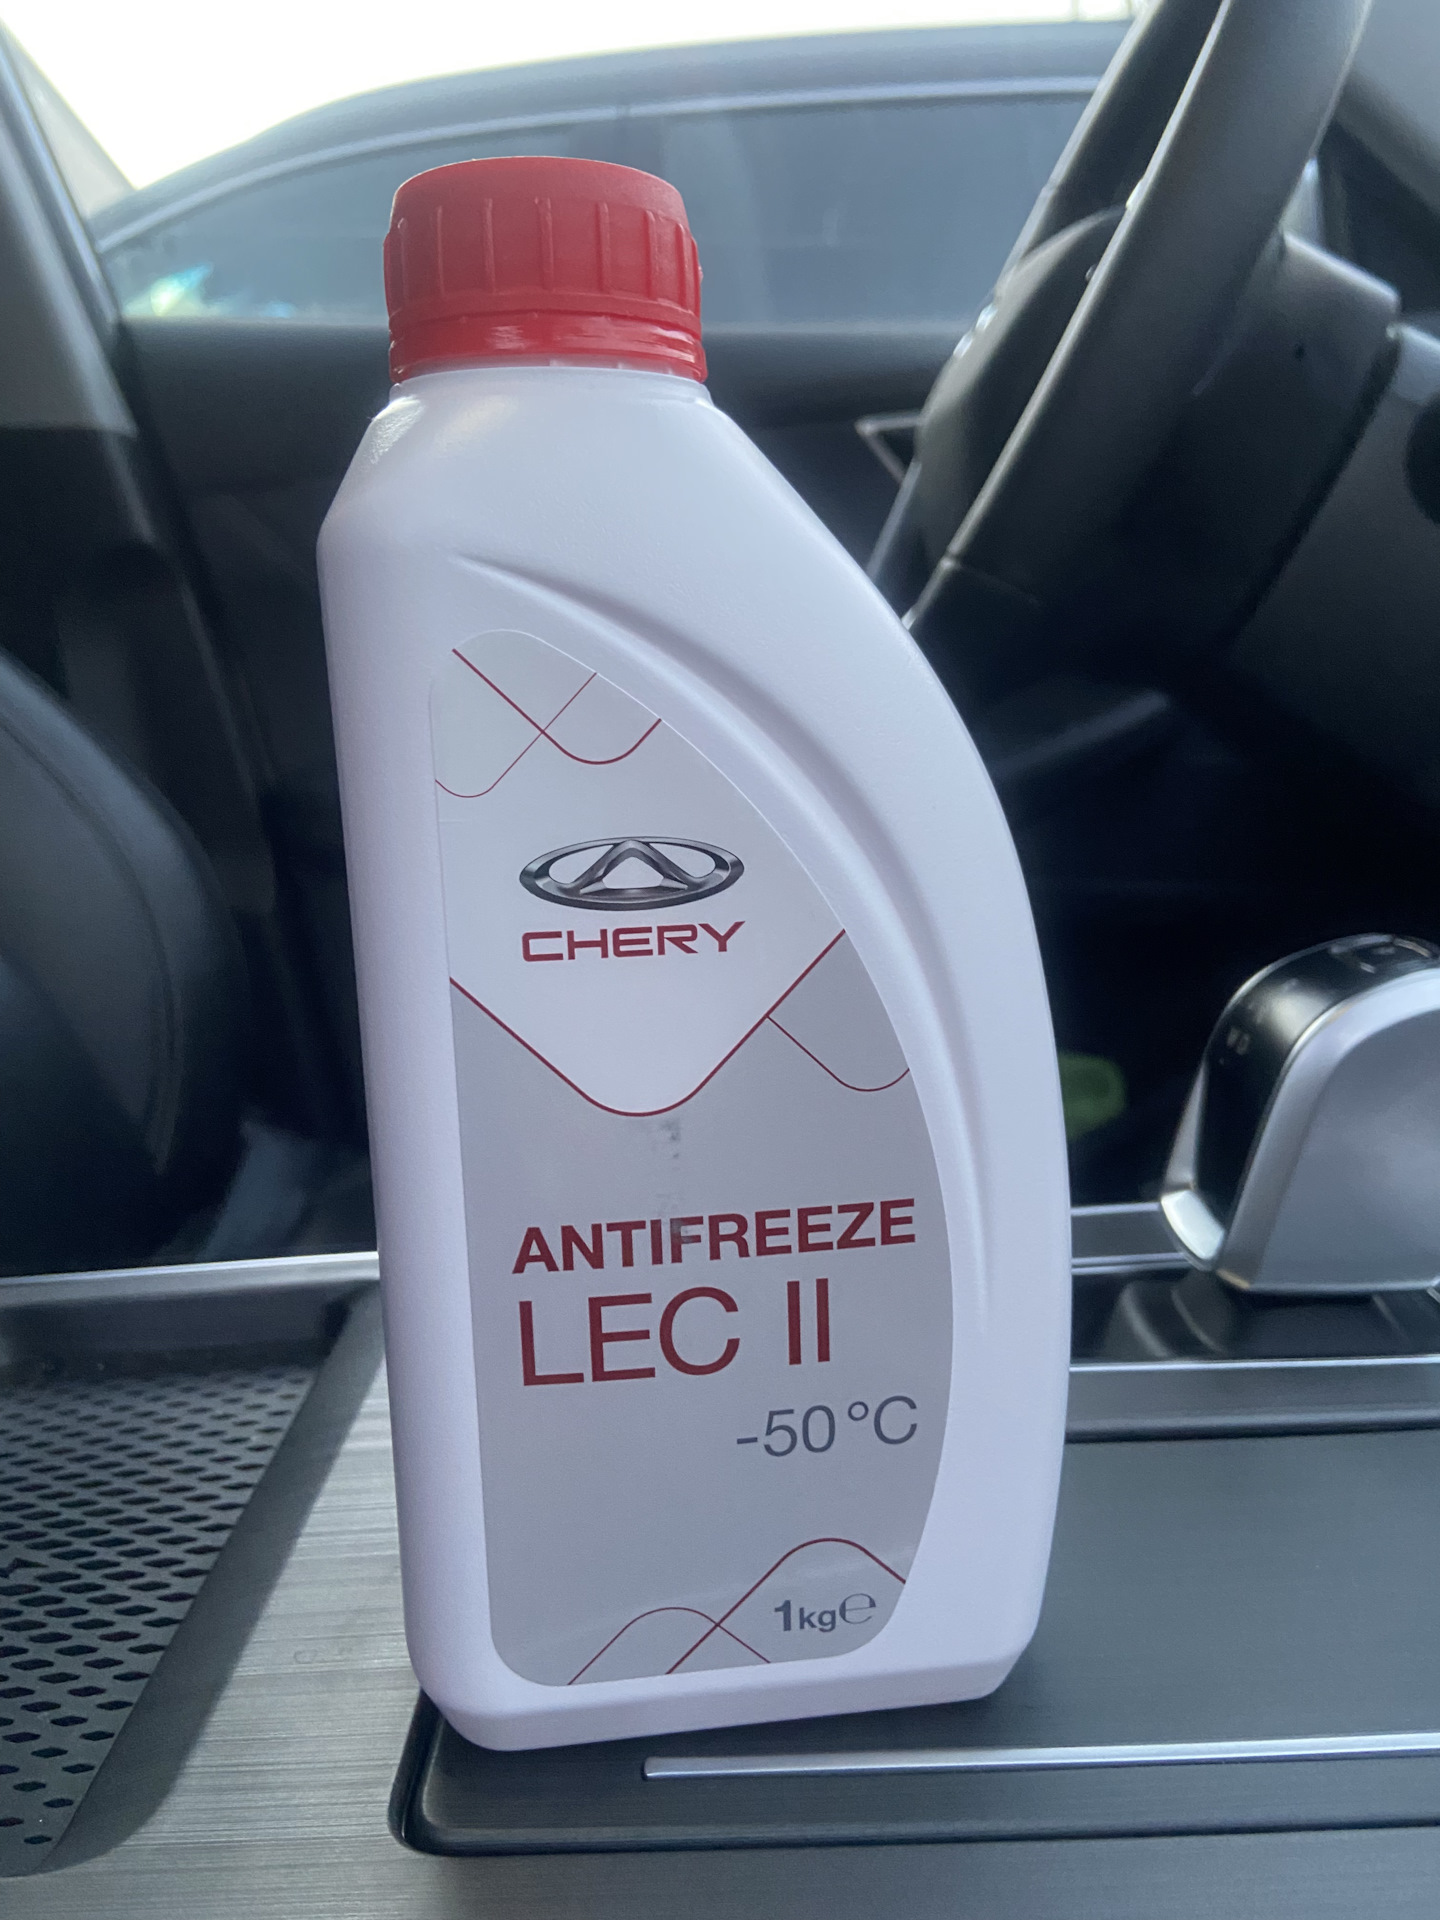 CHERY
ANTIFREEZE
LEC II
-50 °C
1kg℮